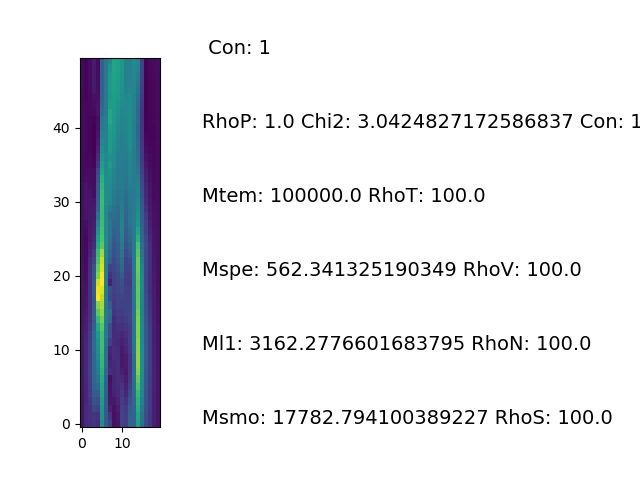 Con: 1
RhoP: 1.0 Chi2: 3.0424827172586837 Con: 1
Mtem: 100000.0 RhoT: 100.0
Mspe: 562.341325190349 RhoV: 100.0
Ml1: 3162.2776601683795 RhoN: 100.0
Msmo: 17782.794100389227 RhoS: 100.0
40
30
20
10
0
0 10